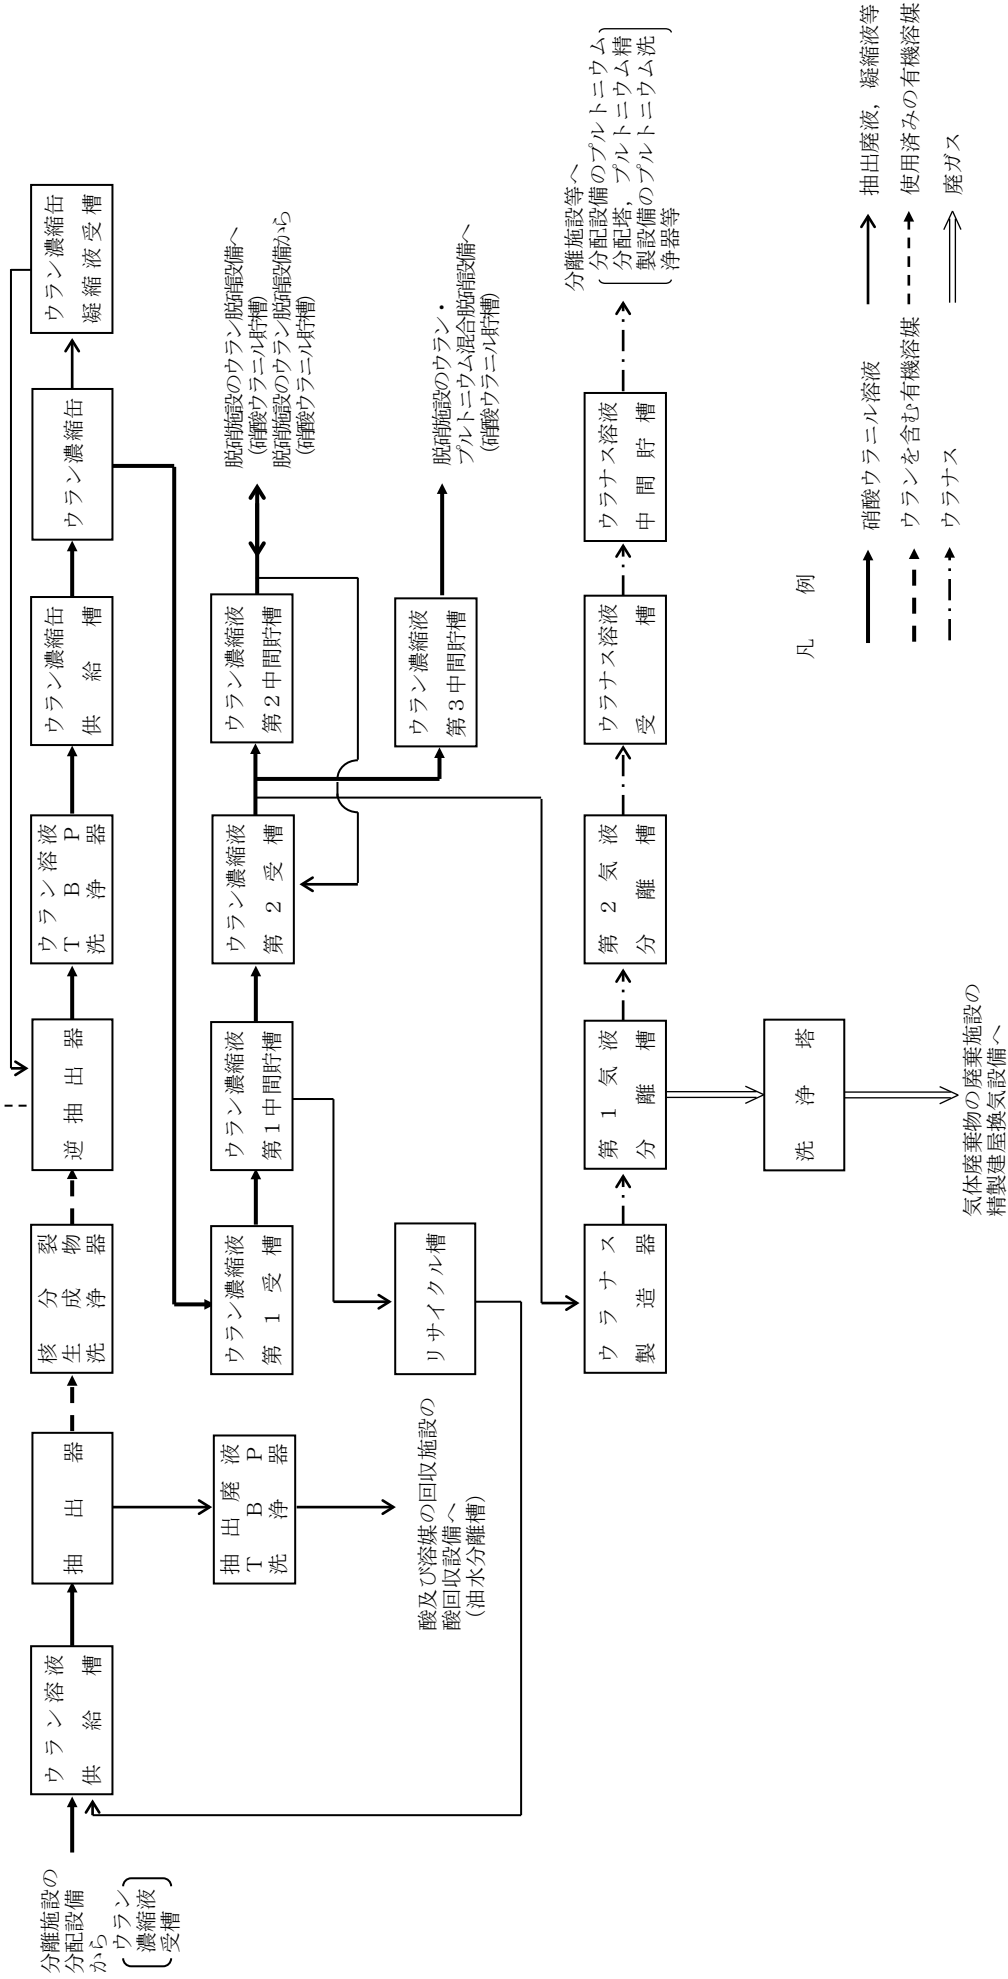 分離施設の
分配設備
から
ウラン
濃縮液
受槽
ウラン溶液
供給槽
抽出器
核分裂
生成物
洗浄器
逆抽出器
ウラン溶液
TBP
洗浄器
ウラン濃縮缶
供給槽
ウラン濃縮缶
ウラン濃縮缶
凝縮液受槽
抽出廃液
TBP
洗浄器
酸及び溶媒の回収施設の
酸回収設備へ
(油水分離槽)
ウラン濃縮液
第1受槽
ウラン濃縮液
第1中間貯槽
ウラン濃縮液
第2受槽
ウラン濃縮液
第2中間貯槽
脱硝施設のウラン脱硝設備へ
(硝酸ウラニル貯槽)
脱硝施設のウラン脱硝設備から
(硝酸ウラニル貯槽)
リサイクル槽
ウラン濃縮液
第3中間貯槽
脱硝施設のウラン・
プルトニウム混合脱硝設備へ
(硝酸ウラニル貯槽)
ウラナス
製造器
第1気液
分離槽
第2気液
分離槽
ウラナス溶液
受槽
ウラナス溶液
中間貯槽
分離施設等へ
分配設備のプルトニウム
分配塔,プルトニウム精
製設備のプルトニウム洗
浄器等
洗浄塔
気体廃棄物の廃棄施設の
精製建屋換気設備へ
凡例
硝酸ウラニル溶液
抽出廃液,凝縮液等
ウランを含む有機溶媒
使用済みの有機溶媒
ウラナス
廃ガス